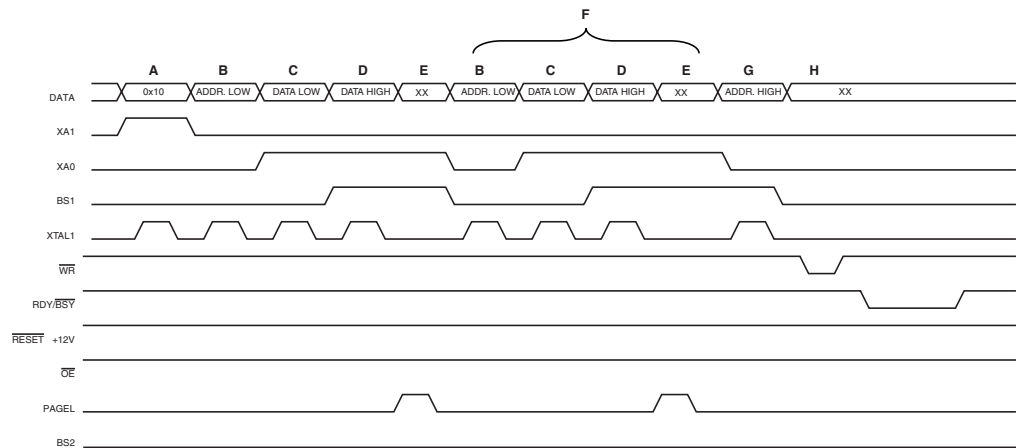 F
A B C D E B C D E G H
DATA 0x10 ADDR. LOW DATA LOW DATA HIGH XX ADDR. LOW DATA LOW DATA HIGH XX ADDR. HIGH XX
XA1
XA0
BS1
XTAL1
WR
RDY/BSY
RESET +12V
OE
PAGEL
BS2